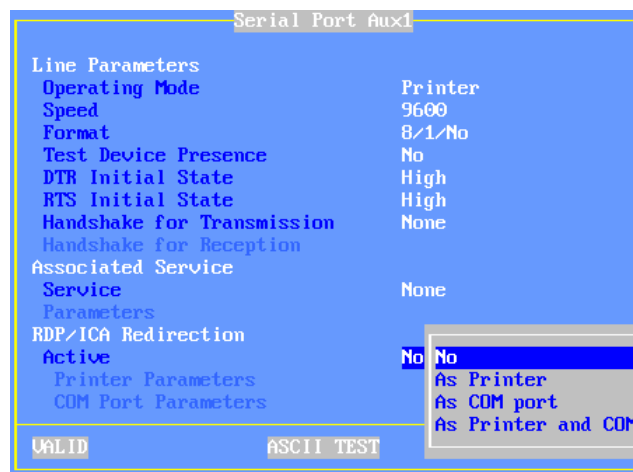 Serial Port Aux1
Line Parameters
Operating Mode Printer
Speed 9600
Format 8/1/No
Test Device Presence No
DTR Initial State High
RTS Initial State High
Handshake for Transmission None
Handshake for Reception
Associated Service
Service None
Parameters
RDP/ICA Redirection
Active No No
Printer Parameters As Printer
COM Port Parameters As COM port
As Printer and COM
VALID ASCII TEST